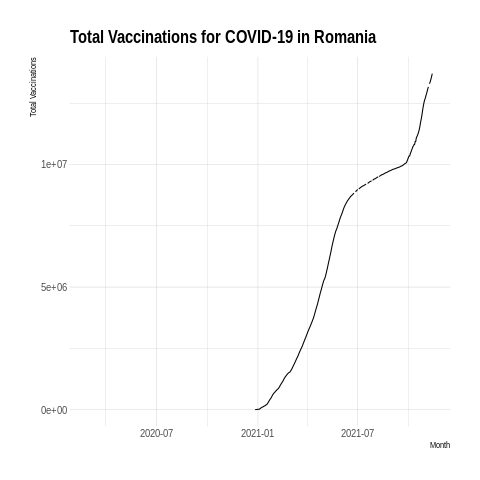 Total Vaccinations for COVID-19 in Romania
Total Vaccinations
1e+07
5e+06
0e+00
2020-07 2021-01 2021-07
Month